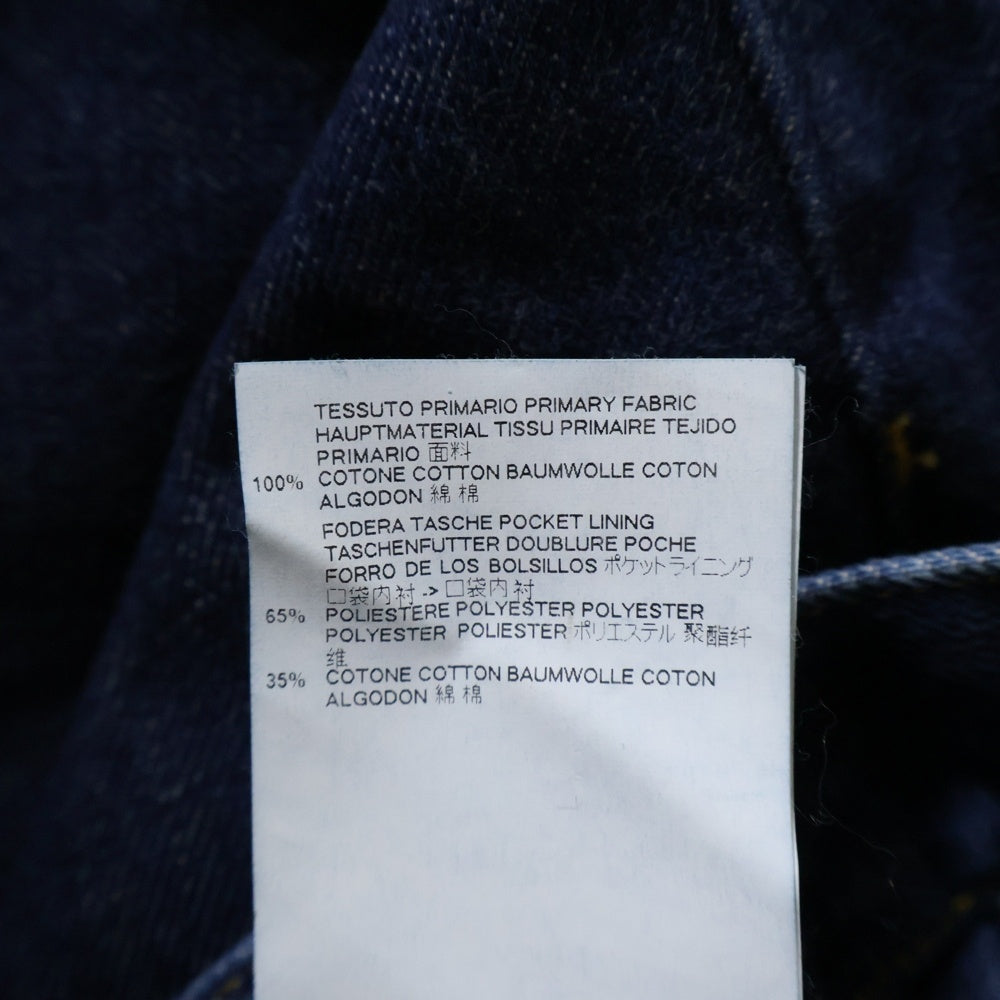 TESSUTO PRIMARIO PRIMARY FABRIC
HAUPTMATERIAL TISSU PRIMAIRE TEJIDO
PRIMARIO 面料
100% COTONE COTTON BAUMWOLLE COTON
ALGODON 綿 棉
FODERA TASCHE POCKET LINING
TASCHENFUTTER DOUBLURE POCHE
FORRO DE LOS BOLSILLOS ポケットライニング
口袋内衬 -> 口袋内衬
65% POLIESTERE POLYESTER POLYESTER
POLYESTER POLIESTER ポリエステル 聚酯纤
维
35% COTONE COTTON BAUMWOLLE COTON
ALGODON 綿 棉